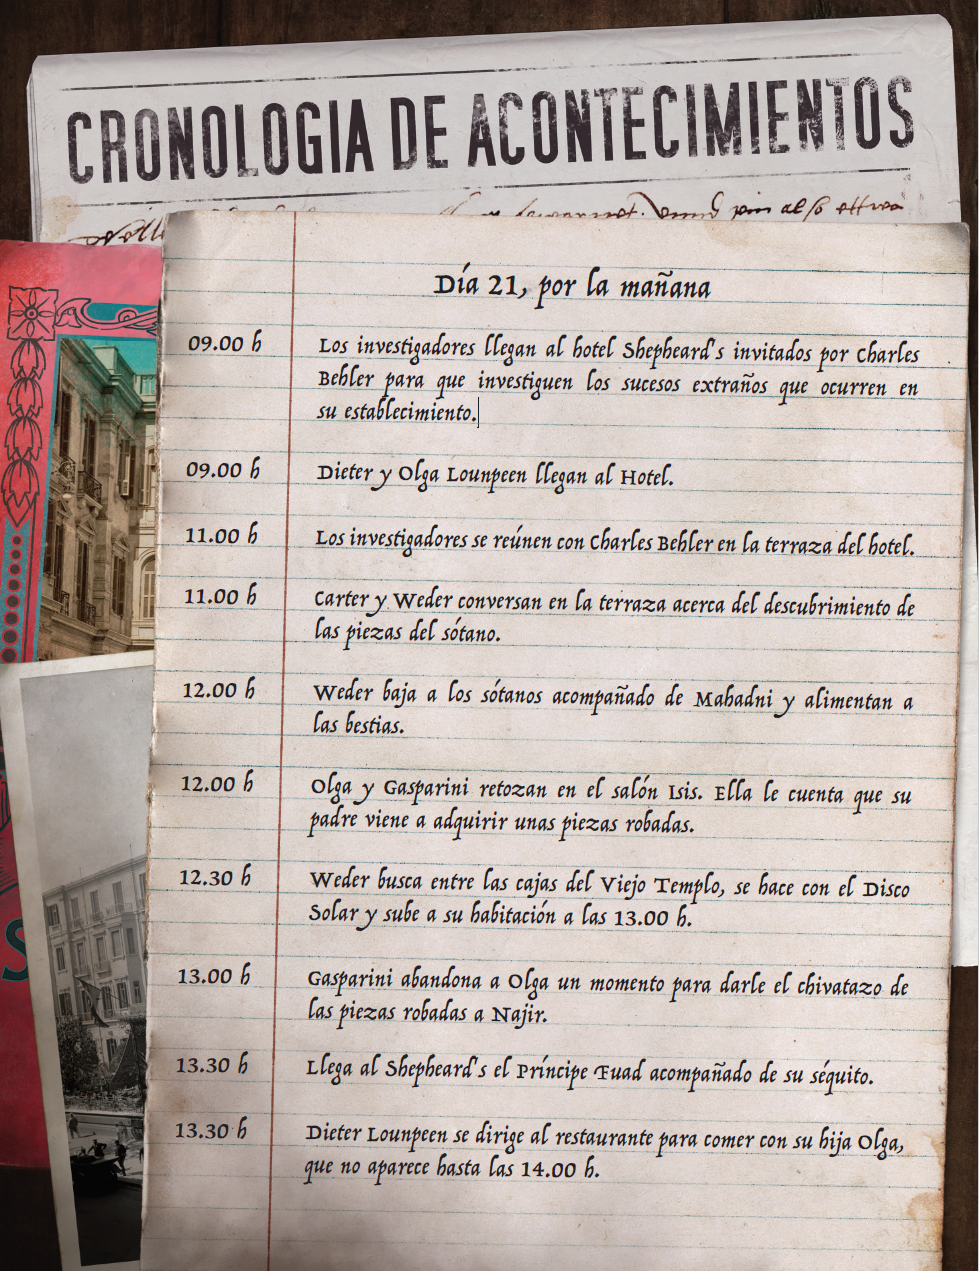 CRONOLOGIA DE ACONTECIMIENTOS
Día 21, por la mañana
09.00 h
Los investigadores llegan al hotel Shepheard's invitados por Charles
Behler para que investiguen los sucesos extraños que ocurren en
su establecimiento.
09.00 h
Dieter y Olga Lounpeen llegan al Hotel.
11.00 h
Los investigadores se reúnen con Charles Behler en la terraza del hotel.
11.00 h
Carter y Weder conversan en la terraza acerca del descubrimiento de
las piezas del sótano.
12.00 h
Weder baja a los sótanos acompañado de Mahadni y alimentan a
las bestias.
12.00 h
Olga y Gasparini retozan en el salón Isis. Ella le cuenta que su
padre viene a adquirir unas piezas robadas.
12.30 h
Weder busca entre las cajas del Viejo Templo, se hace con el Disco
Solar y sube a su habitación a las 13.00 h.
13.00 h
Gasparini abandona a Olga un momento para darle el chivatazo de
las piezas robadas a Najir.
13.30 h
Llega al Shepheard's el Príncipe Fuad acompañado de su séquito.
13.30 h
Dieter Lounpeen se dirige al restaurante para comer con su hija Olga,
que no aparece hasta las 14.00 h.